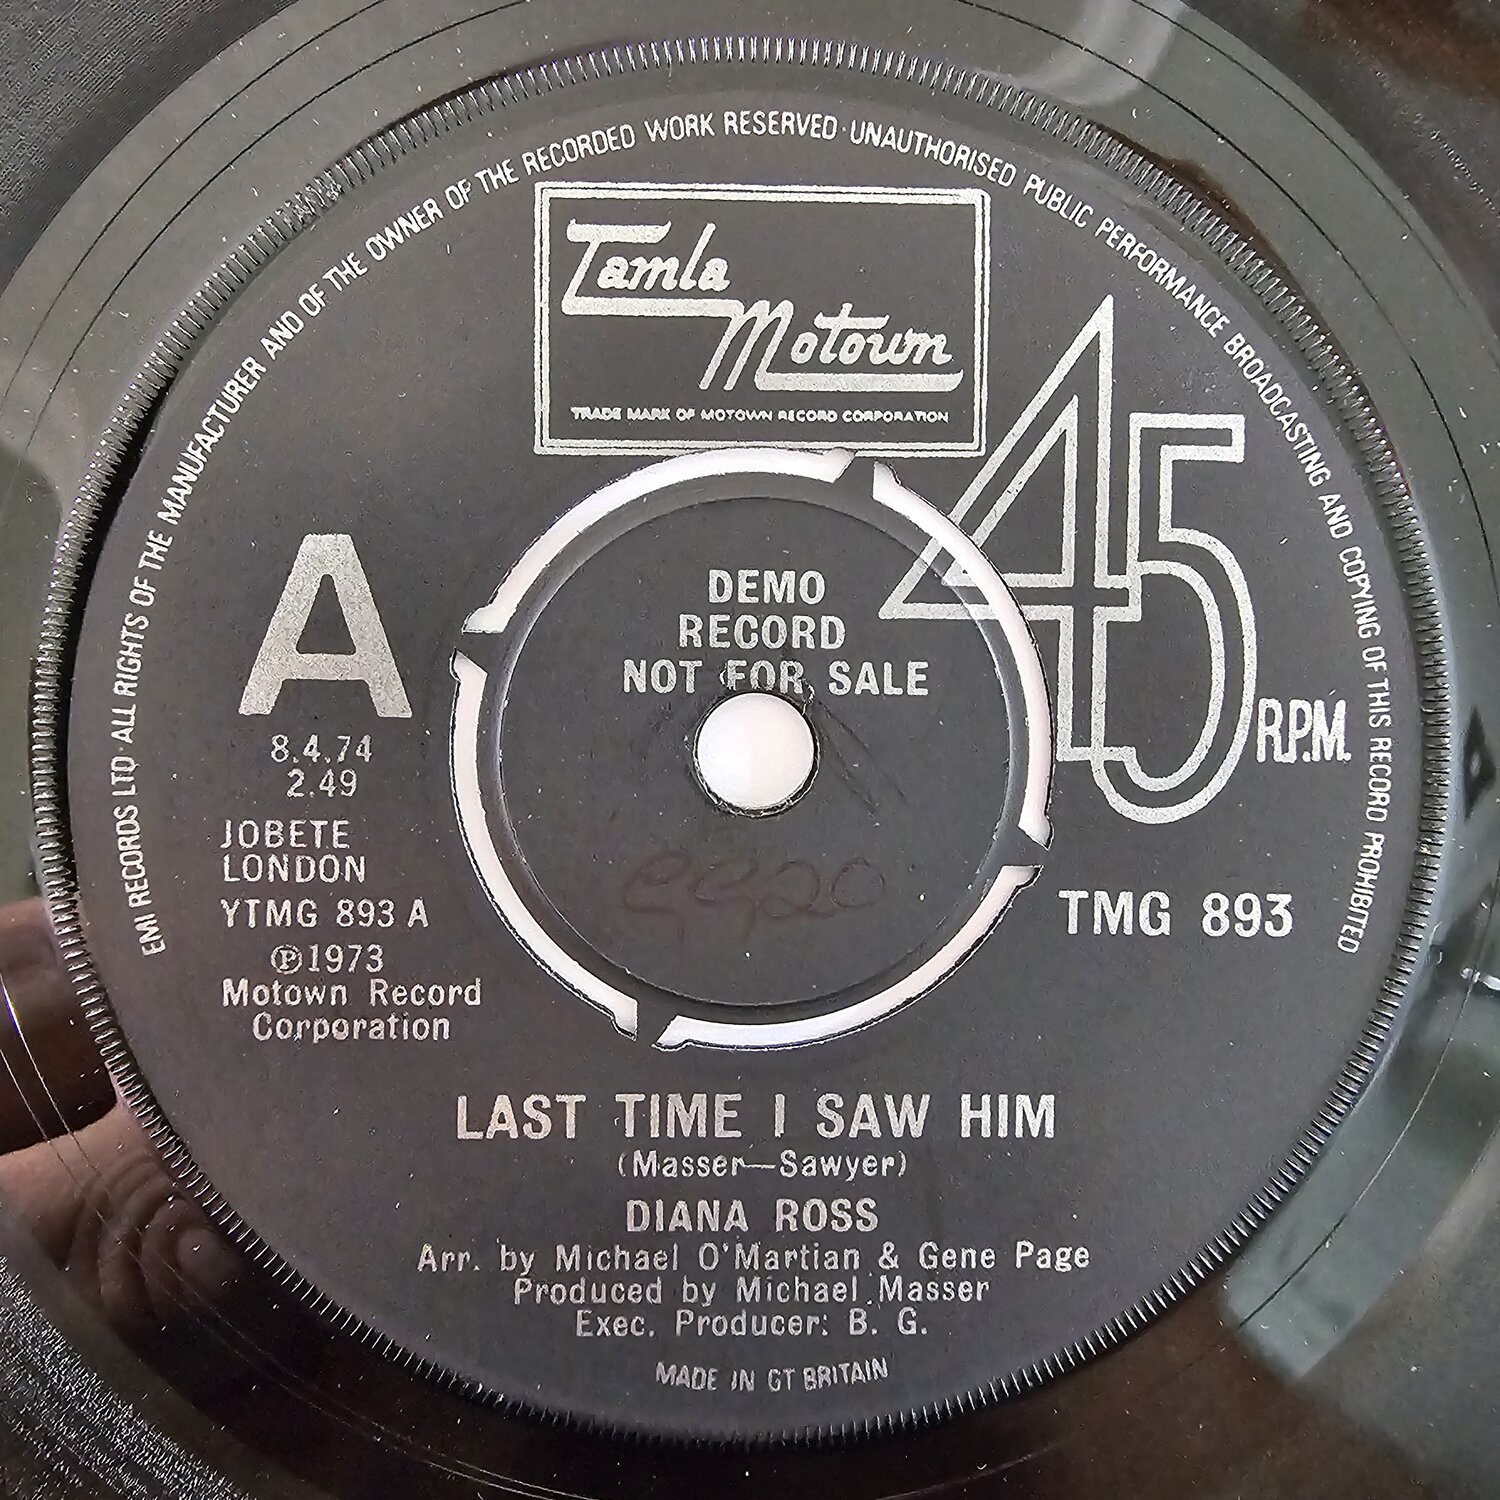 EMI RECORDS LTD · ALL RIGHTS OF THE MANUFACTURER AND OF THE OWNER OF THE RECORDED WORK RESERVED · UNAUTHORISED PUBLIC PERFORMANCE BROADCASTING AND COPYING OF THIS RECORD PROHIBITED
Tamla
Motown
TRADE MARK OF MOTOWN RECORD CORPORATION
45
R.P.M.
A
DEMO
RECORD
NOT FOR SALE
8.4.74
2.49
JOBETE
LONDON
YTMG 893 A
℗1973
Motown Record
Corporation
TMG 893
LAST TIME I SAW HIM
(Masser—Sawyer)
DIANA ROSS
Arr. by Michael O'Martian & Gene Page
Produced by Michael Masser
Exec. Producer: B. G.
MADE IN GT BRITAIN